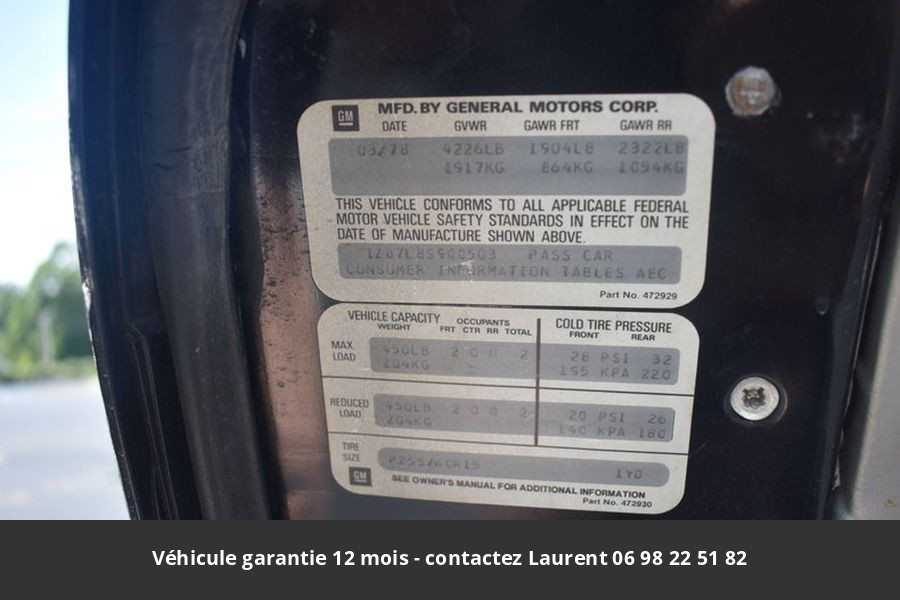 GM MFD. BY GENERAL MOTORS CORP.
DATE GVWR GAWR FRT GAWR RR
03/78 4226LB 1904LB 2322LB
1917KG 864KG 1054KG
THIS VEHICLE CONFORMS TO ALL APPLICABLE FEDERAL
MOTOR VEHICLE SAFETY STANDARDS IN EFFECT ON THE
DATE OF MANUFACTURE SHOWN ABOVE.
1Z87L8S900503 PASS CAR
CONSUMER INFORMATION TABLES AEC
Part No. 472929
VEHICLE CAPACITY
WEIGHT
OCCUPANTS
FRT CTR RR TOTAL
COLD TIRE PRESSURE
FRONT REAR
MAX LOAD
450LB 2 0 0 2 28 PSI 32
204KG 195 KPA 220
REDUCED LOAD
450LB 2 0 0 2 20 PSI 26
204KG 140 KPA 180
TIRE SIZE
1YD
GM
SEE OWNER'S MANUAL FOR ADDITIONAL INFORMATION
Part No. 472930
Véhicule garantie 12 mois - contactez Laurent 06 98 22 51 82